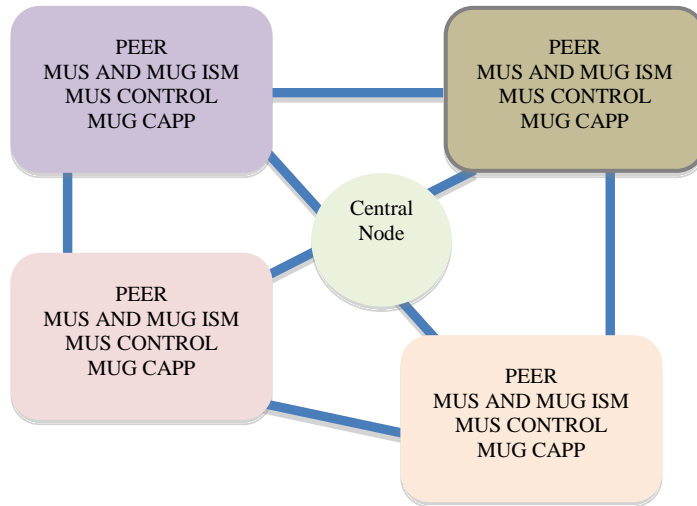 PEER
MUS AND MUG ISM
MUS CONTROL
MUG CAPP
PEER
MUS AND MUG ISM
MUS CONTROL
MUG CAPP
Central
Node
PEER
MUS AND MUG ISM
MUS CONTROL
MUG CAPP
PEER
MUS AND MUG ISM
MUS CONTROL
MUG CAPP